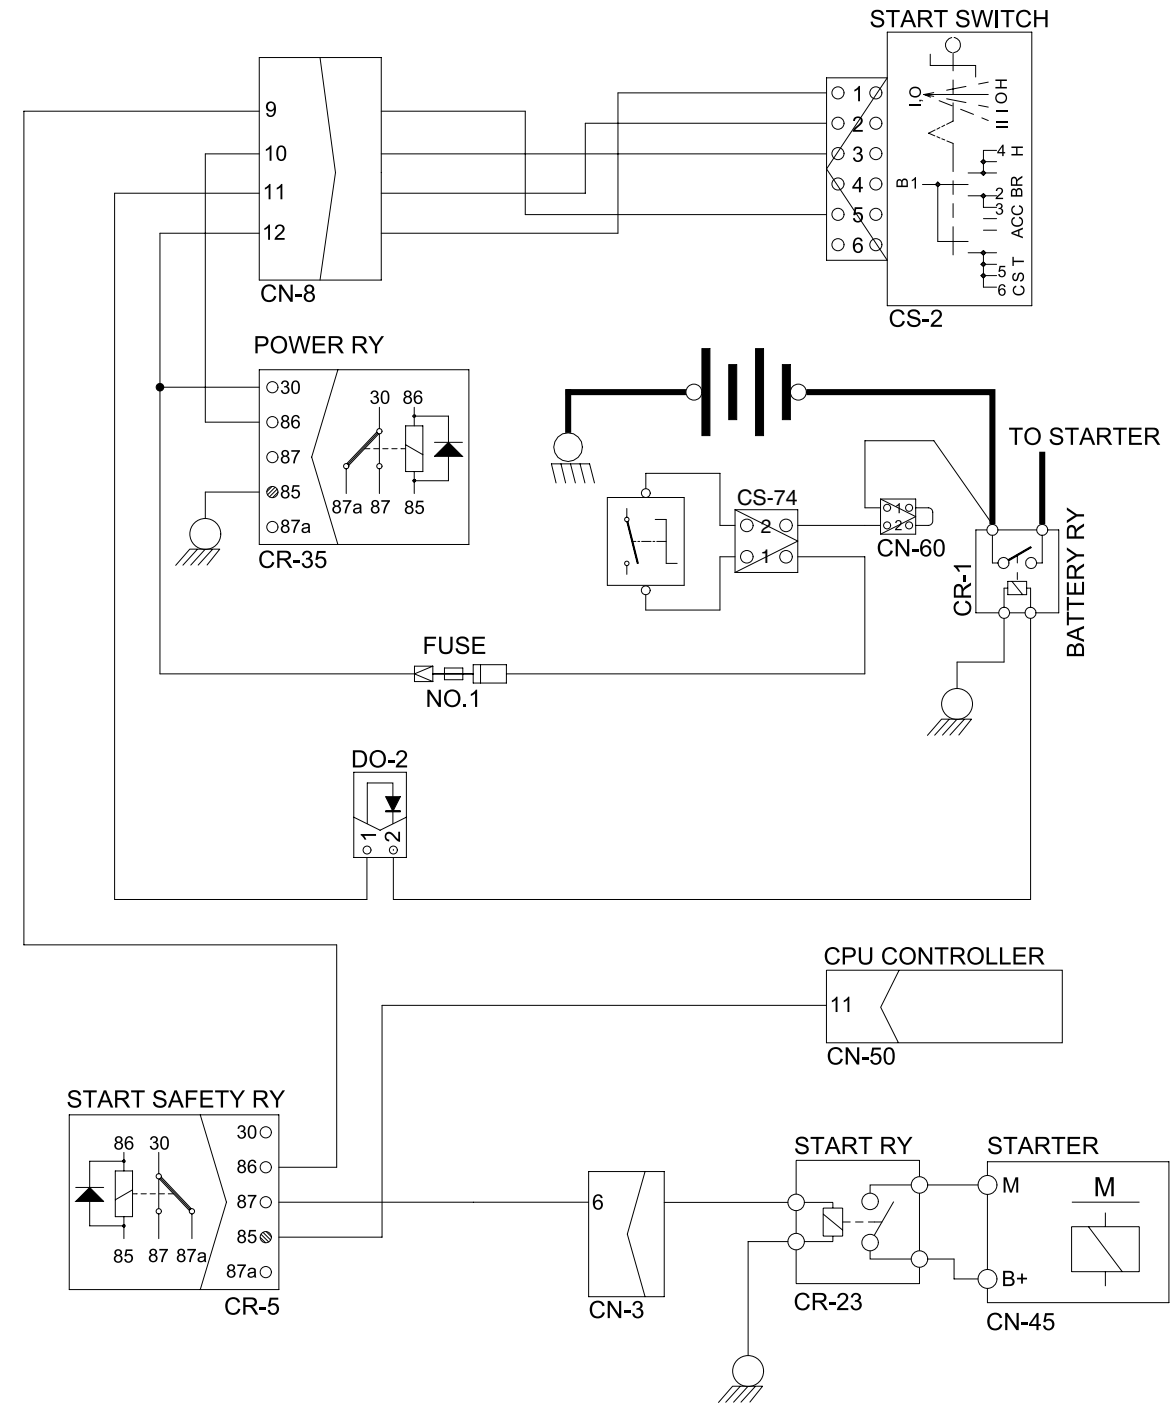 START SWITCH
9
10
11
12
CN-8
1
2
3
4
5
6
I,O
H
O
I
II
B1
4 H
BR
2
3
ACC
ST
5
6 C
CS-2
POWER RY
30
86
87
85
87a
30 86
87a 87 85
CR-35
TO STARTER
CS-74
2
1
1
2
CN-60
CR-1
BATTERY RY
FUSE
NO.1
DO-2
1
2
CPU CONTROLLER
11
CN-50
START SAFETY RY
86 30
85 87 87a
30
86
87
85
87a
CR-5
6
CN-3
START RY
CR-23
STARTER
M
M
B+
CN-45